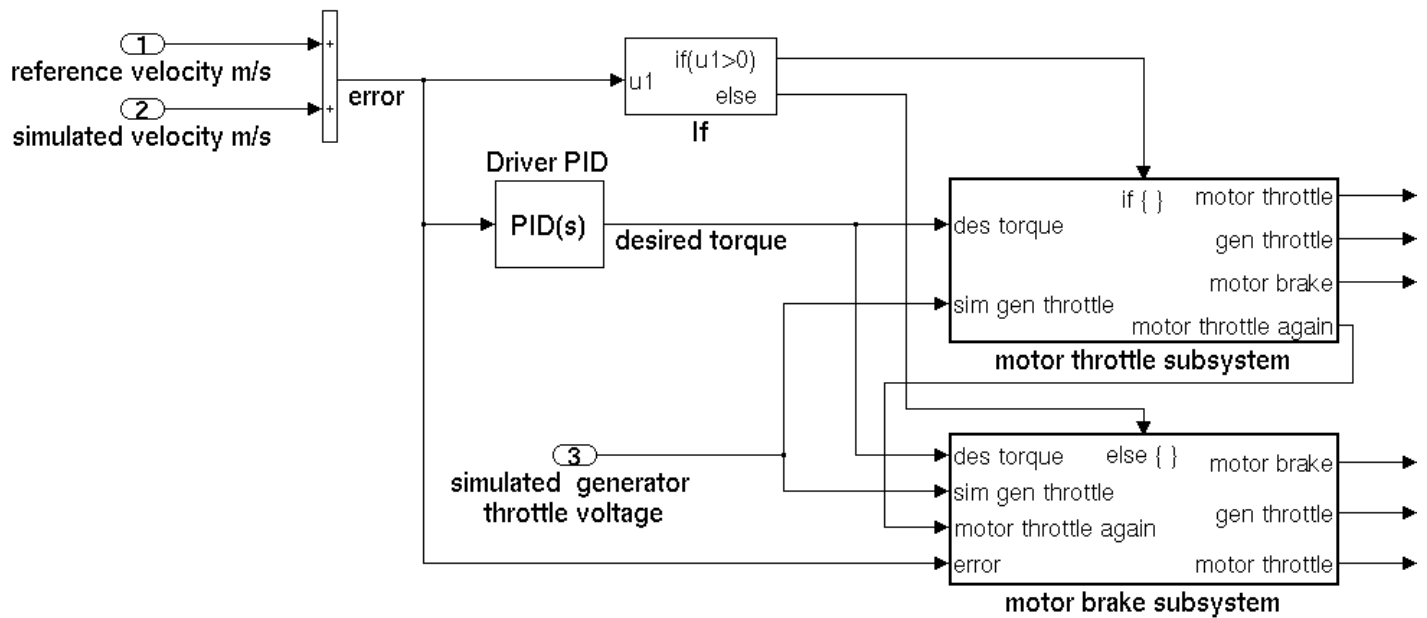 1
+
reference velocity m/s
2
+
simulated velocity m/s
error
u1
if(u1>0)
else
If
Driver PID
PID(s)
desired torque
3
simulated generator
throttle voltage
if { }
des torque
sim gen throttle
motor throttle
gen throttle
motor brake
motor throttle again
motor throttle subsystem
else { }
des torque
sim gen throttle
motor throttle again
error
motor brake
gen throttle
motor throttle
motor brake subsystem